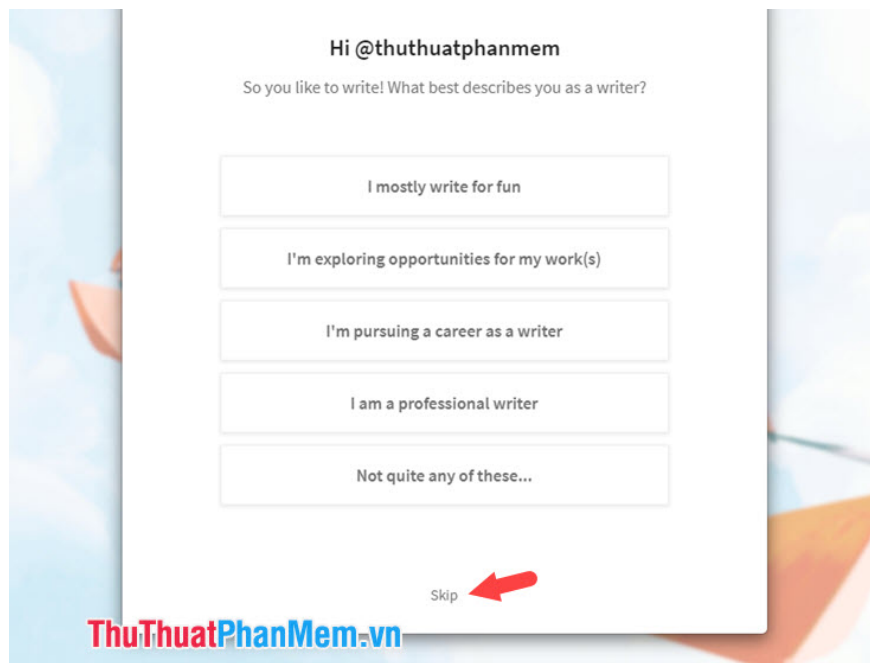 Hi @thuthuatphanmem
So you like to write! What best describes you as a writer?
I mostly write for fun
I'm exploring opportunities for my work(s)
I'm pursuing a career as a writer
I am a professional writer
Not quite any of these...
Skip
ThuThuatPhanMem.vn